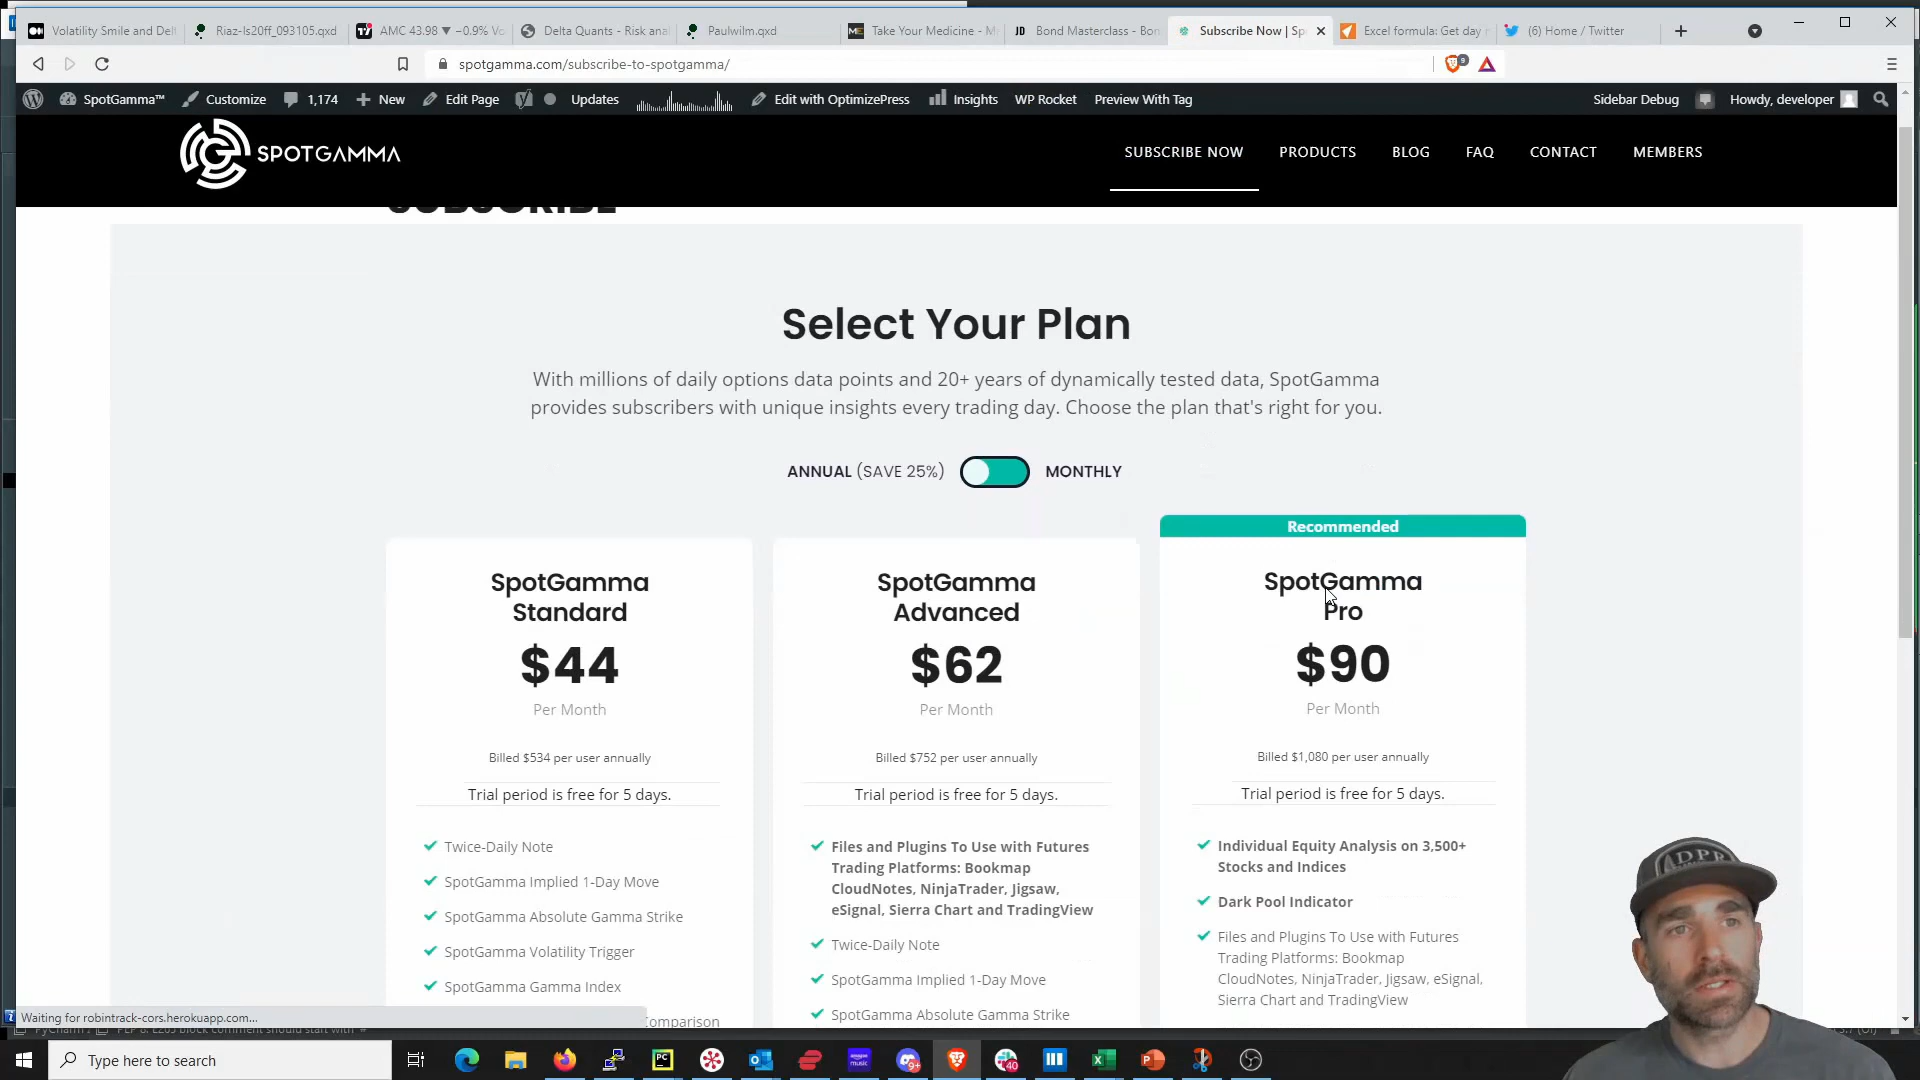 Volatility Smile and Delt
Riaz-ls20ff_093105.qxd
AMC 43.98 ▼ −0.9% Vo
Delta Quants - Risk anal
Paulwilm.qxd
Take Your Medicine - M
Bond Masterclass - Bon
Subscribe Now | Sp
Excel formula: Get day
(6) Home / Twitter
spotgamma.com/subscribe-to-spotgamma/
9
SpotGamma™
Customize
1,174
New
Edit Page
Updates
Edit with OptimizePress
Insights
WP Rocket
Preview With Tag
Sidebar Debug
Howdy, developer
SPOTGAMMA
SUBSCRIBE NOW
PRODUCTS
BLOG
FAQ
CONTACT
MEMBERS
SUBSCRIBE
Select Your Plan
With millions of daily options data points and 20+ years of dynamically tested data, SpotGamma
provides subscribers with unique insights every trading day. Choose the plan that's right for you.
ANNUAL (SAVE 25%)
MONTHLY
SpotGamma
Standard
$44
Per Month
Billed $534 per user annually
Trial period is free for 5 days.
Twice-Daily Note
SpotGamma Implied 1-Day Move
SpotGamma Absolute Gamma Strike
SpotGamma Volatility Trigger
SpotGamma Gamma Index
Comparison
SpotGamma
Advanced
$62
Per Month
Billed $752 per user annually
Trial period is free for 5 days.
Files and Plugins To Use with Futures
Trading Platforms: Bookmap
CloudNotes, NinjaTrader, Jigsaw,
eSignal, Sierra Chart and TradingView
Twice-Daily Note
SpotGamma Implied 1-Day Move
SpotGamma Absolute Gamma Strike
Recommended
SpotGamma
Pro
$90
Per Month
Billed $1,080 per user annually
Trial period is free for 5 days.
Individual Equity Analysis on 3,500+
Stocks and Indices
Dark Pool Indicator
Files and Plugins To Use with Futures
Trading Platforms: Bookmap
CloudNotes, NinjaTrader, Jigsaw, eSignal,
Sierra Chart and TradingView
DPR
Waiting for robintrack-cors.herokuapp.com...
Type here to search